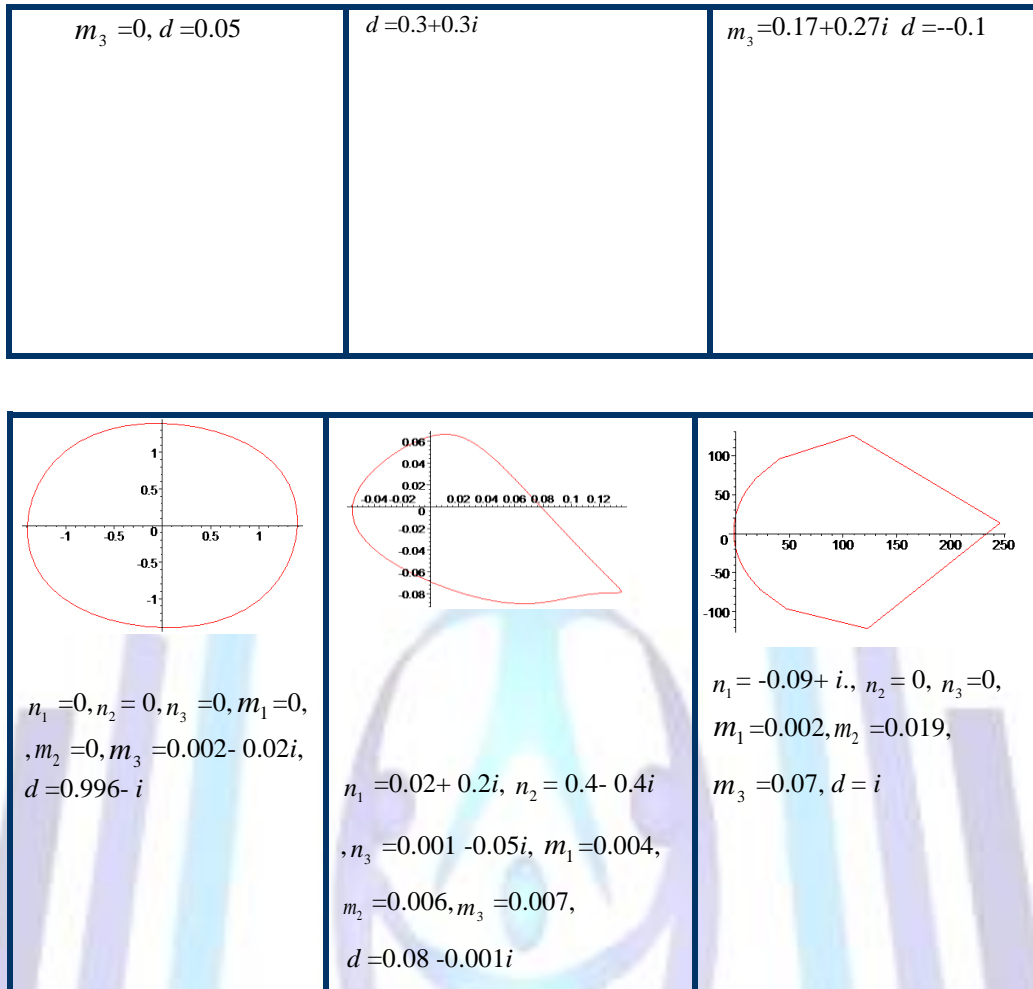 m₃ =0, d =0.05
d =0.3+0.3i
m₃=0.17+0.27i d =--0.1
1
0.5
-1 -0.5 0 0.5 1
-0.5
-1
n₁ =0, n₂ = 0, n₃ =0, m₁ =0,
,m₂ =0, m₃ =0.002- 0.02i,
d =0.996- i
0.06
0.04
0.02
-0.04 -0.02 0.02 0.04 0.06 0.08 0.1 0.12
0
-0.02
-0.04
-0.06
-0.08
n₁ =0.02+ 0.2i, n₂ = 0.4- 0.4i
,n₃ =0.001 -0.05i, m₁ =0.004,
m₂ =0.006, m₃ =0.007,
d =0.08 -0.001i
100
50
0 50 100 150 200 250
-50
-100
n₁ = -0.09+ i., n₂ = 0, n₃ =0,
m₁ =0.002, m₂ =0.019,
m₃ =0.07, d = i